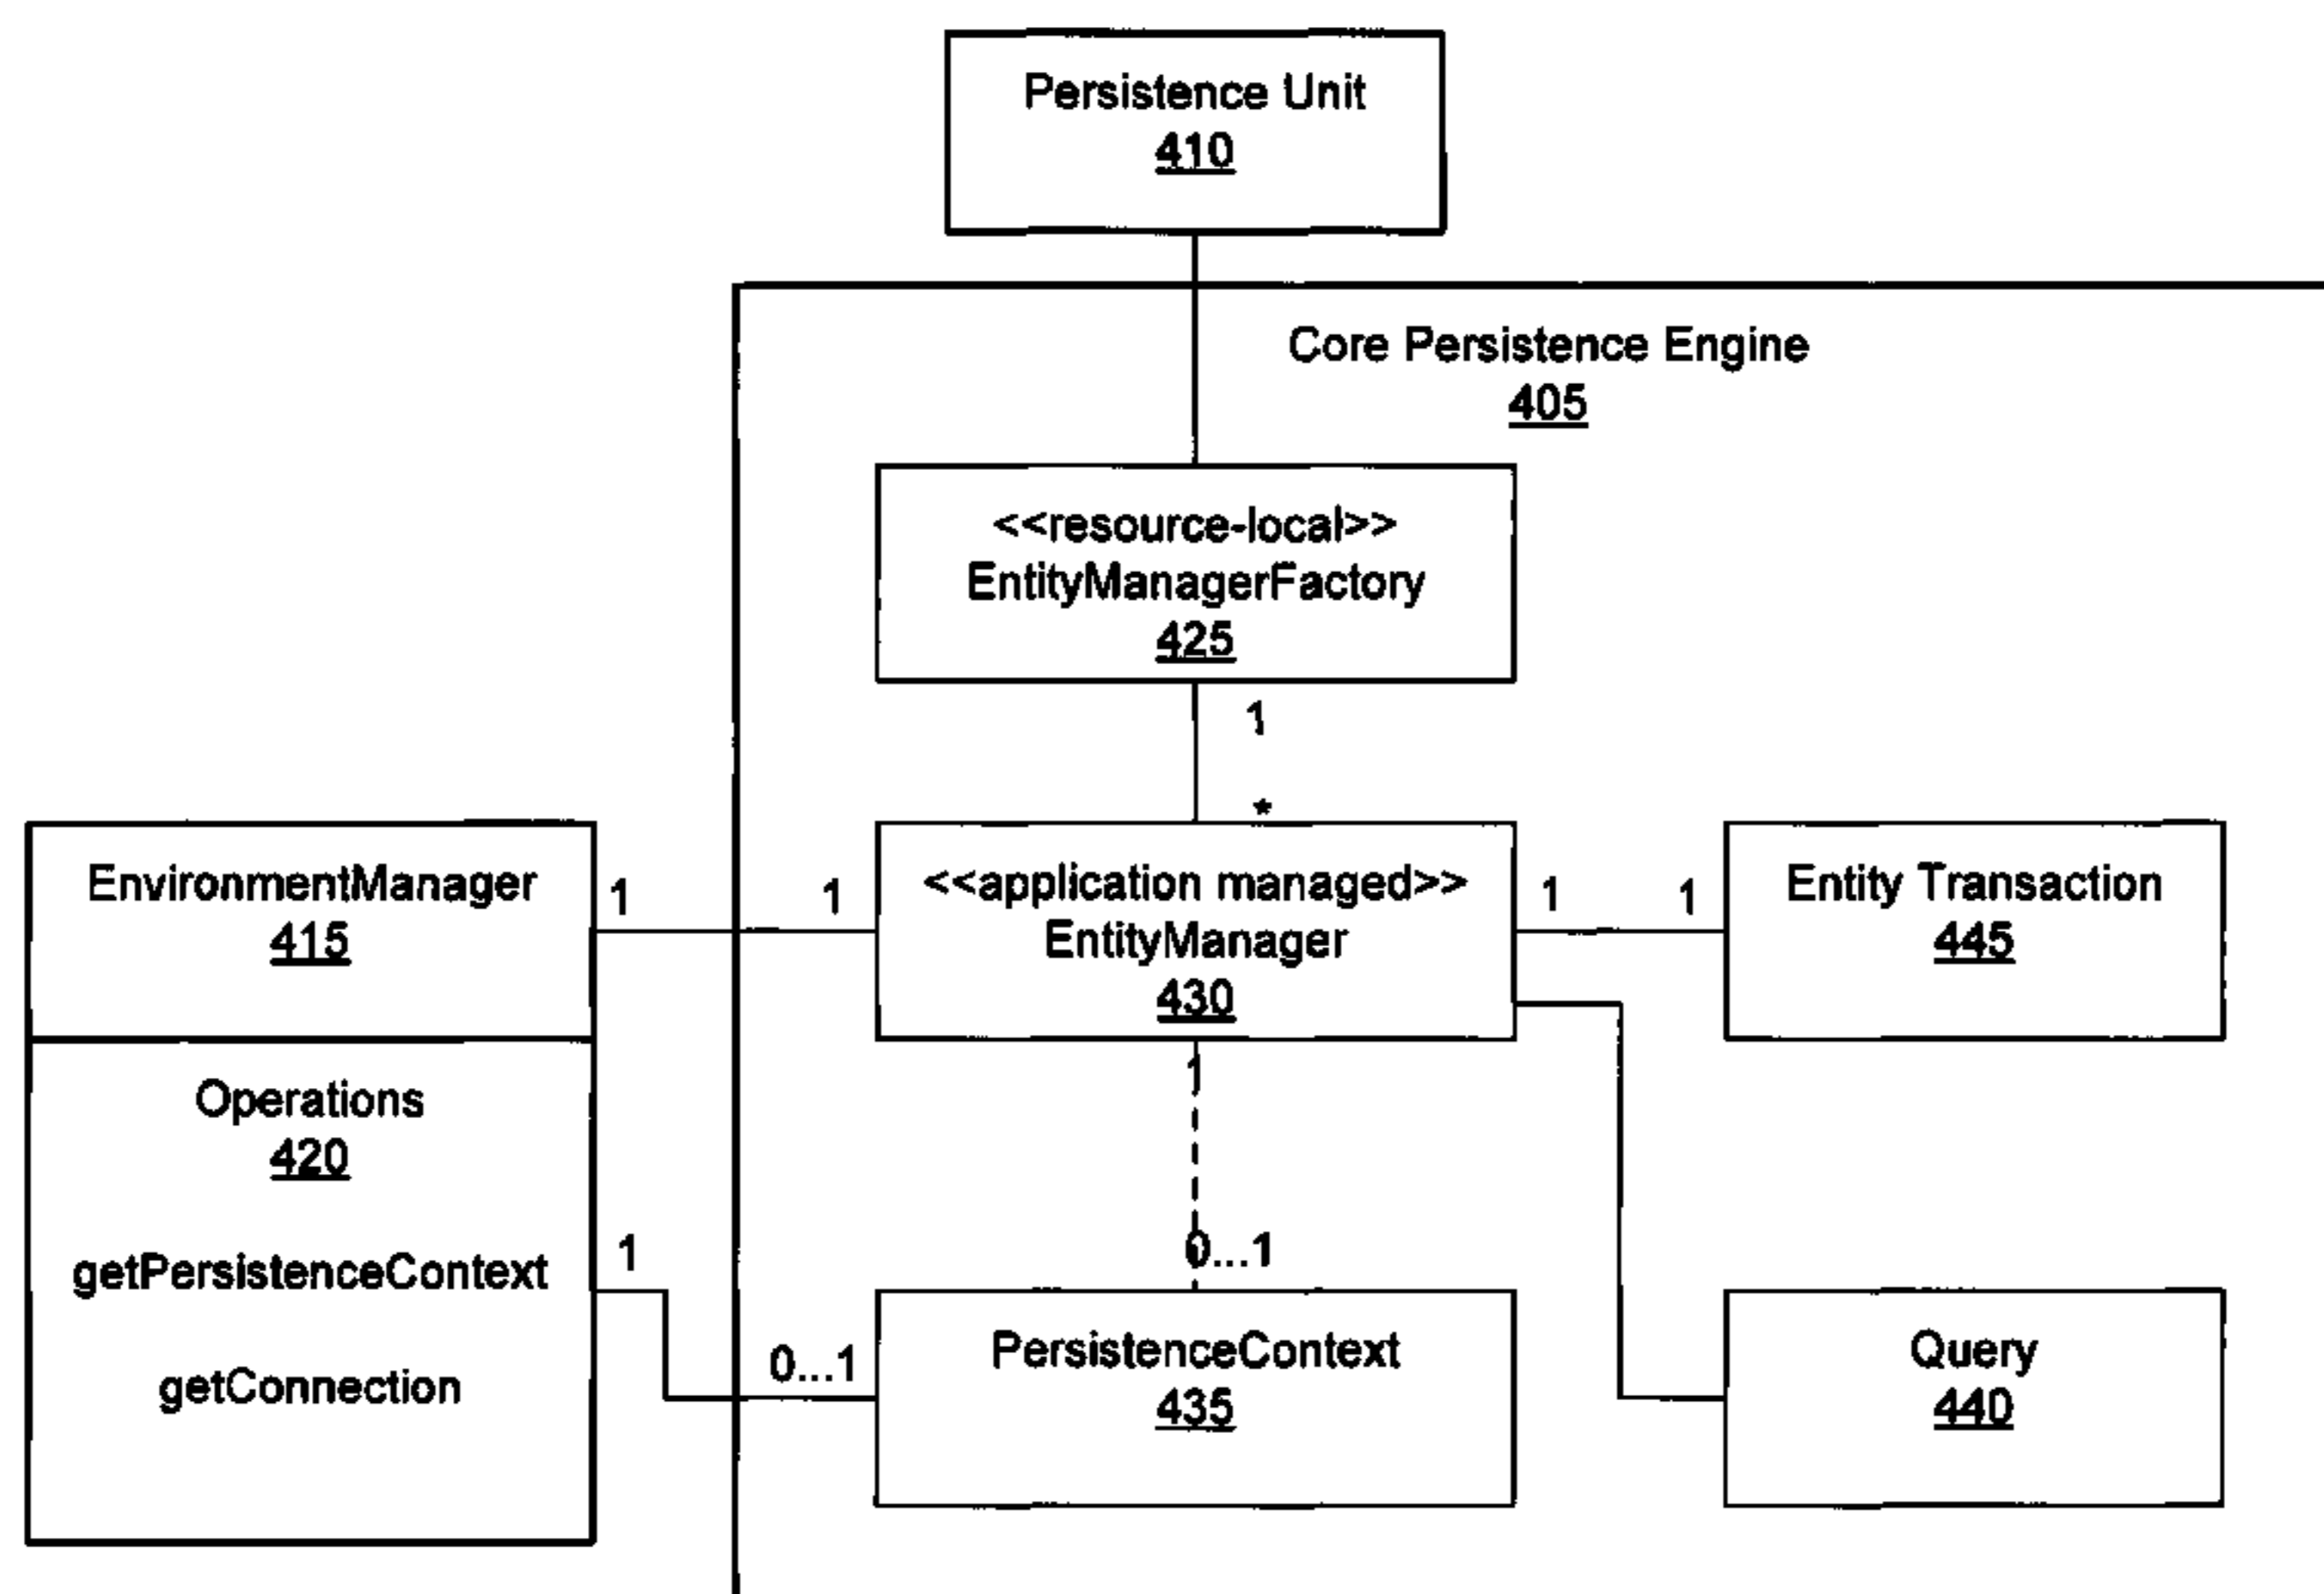 Persistence Unit
410
Core Persistence Engine
405
<<resource-local>>
EntityManagerFactory
425
1
*
EnvironmentManager
415
1
1
<<application managed>>
EntityManager
430
1
1
Entity Transaction
445
Operations
420
getPersistenceContext
getConnection
1
0...1
1
0...1
PersistenceContext
435
Query
440